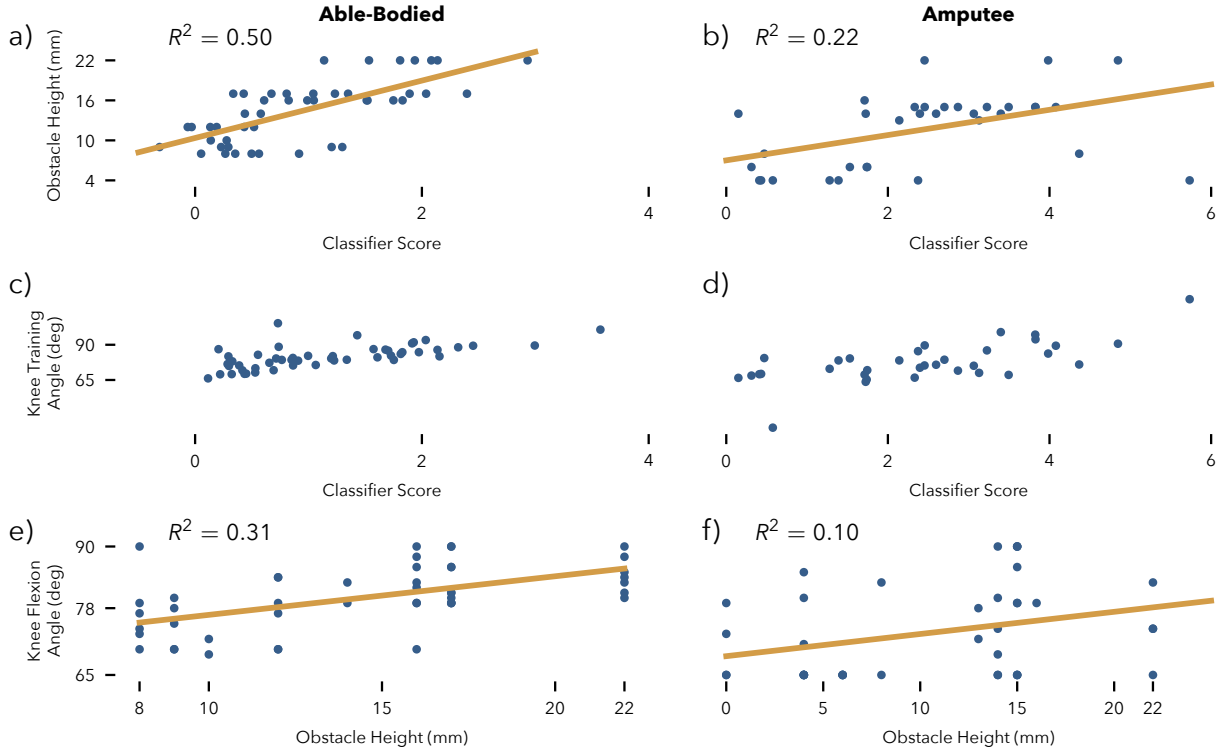 Able-Bodied
Amputee
a)
R² = 0.50
b)
R² = 0.22
Obstacle Height (mm)
22
16
10
4
22
16
10
4
0
2
4
Classifier Score
0
2
4
6
Classifier Score
c)
d)
Knee Training
Angle (deg)
90
65
90
65
0
2
4
Classifier Score
0
2
4
6
Classifier Score
e)
R² = 0.31
f)
R² = 0.10
Knee Flexion
Angle (deg)
90
78
65
90
78
65
8
10
15
20
22
Obstacle Height (mm)
0
5
10
15
20
22
Obstacle Height (mm)